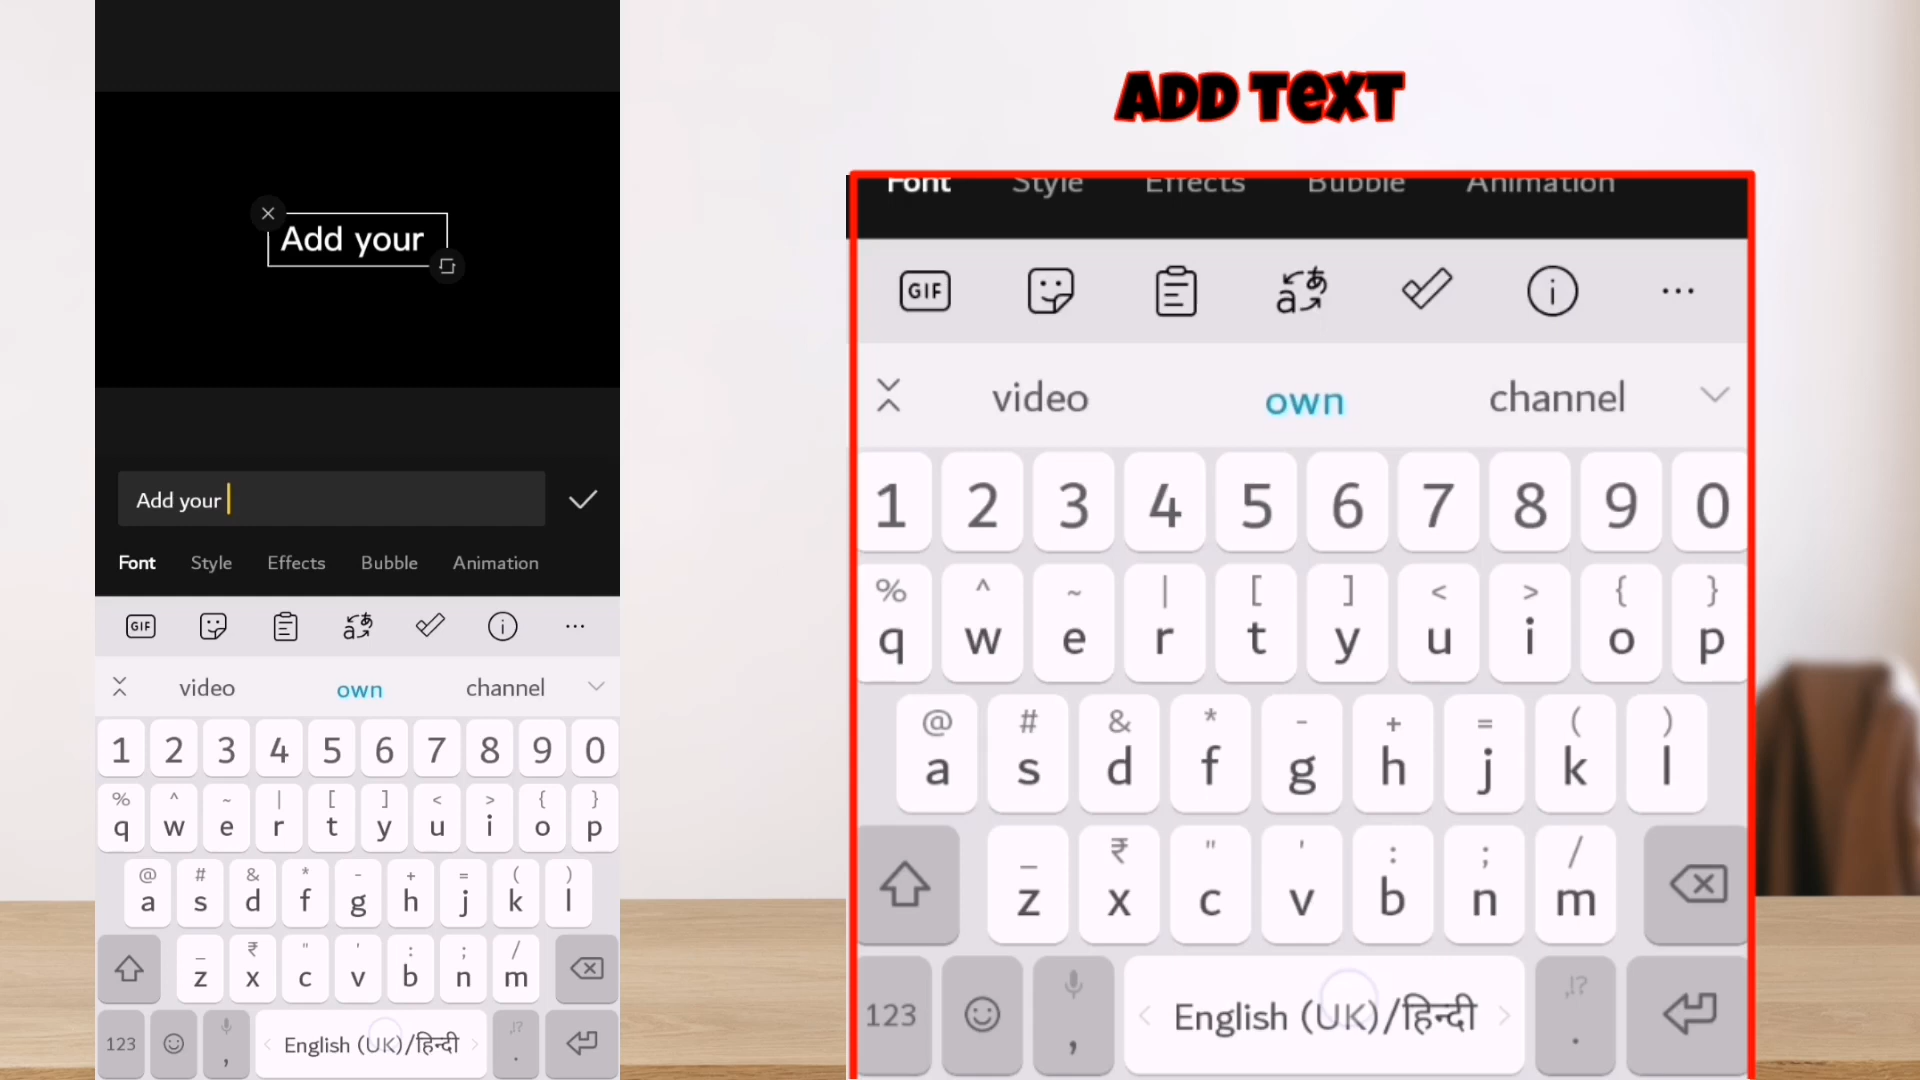 Add your
Add your
Font Style Effects Bubble Animation
GIF
video own channel
1 2 3 4 5 6 7 8 9 0
% ^ ~ | [ ] < > { }
q w e r t y u i o p
@ # & * - + = ( )
a s d f g h j k l
_ ₹ " ' : ; /
z x c v b n m
,!?
123 , < English (UK)/हिन्दी > .
ADD TEXT
Font Style Effects Bubble Animation
GIF
video own channel
1 2 3 4 5 6 7 8 9 0
% ^ ~ | [ ] < > { }
q w e r t y u i o p
@ # & * - + = ( )
a s d f g h j k l
_ ₹ " ' : ; /
z x c v b n m
,!?
123 , < English (UK)/हिन्दी > .